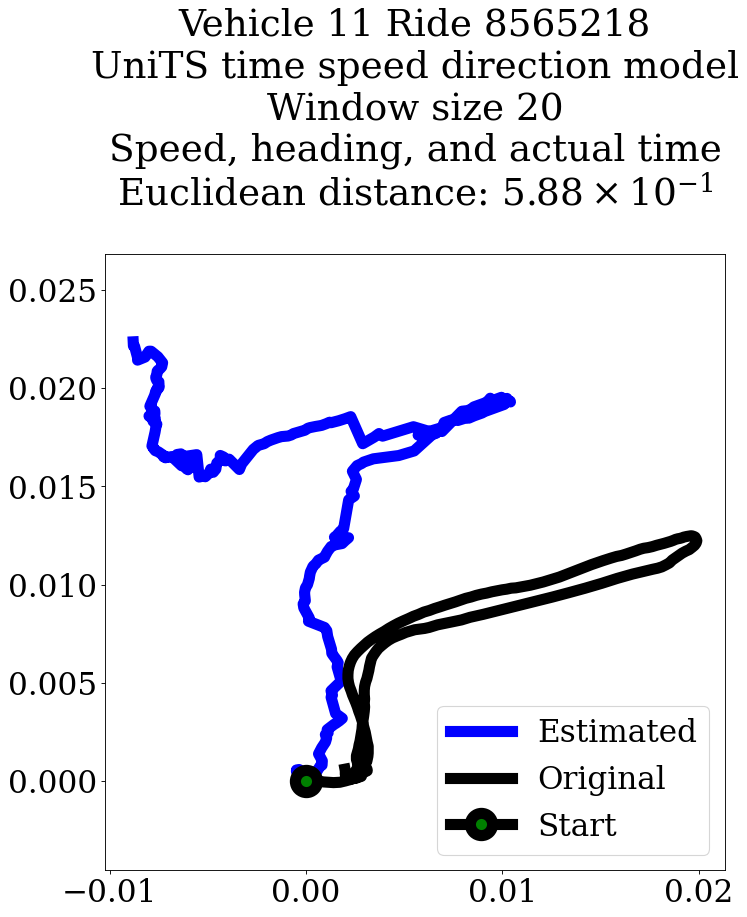 Vehicle 11 Ride 8565218
UniTS time speed direction model
Window size 20
Speed, heading, and actual time
Euclidean distance: 5.88 × 10⁻¹
0.025
0.020
0.015
0.010
0.005
0.000
Estimated
Original
Start
−0.01 0.00 0.01 0.02